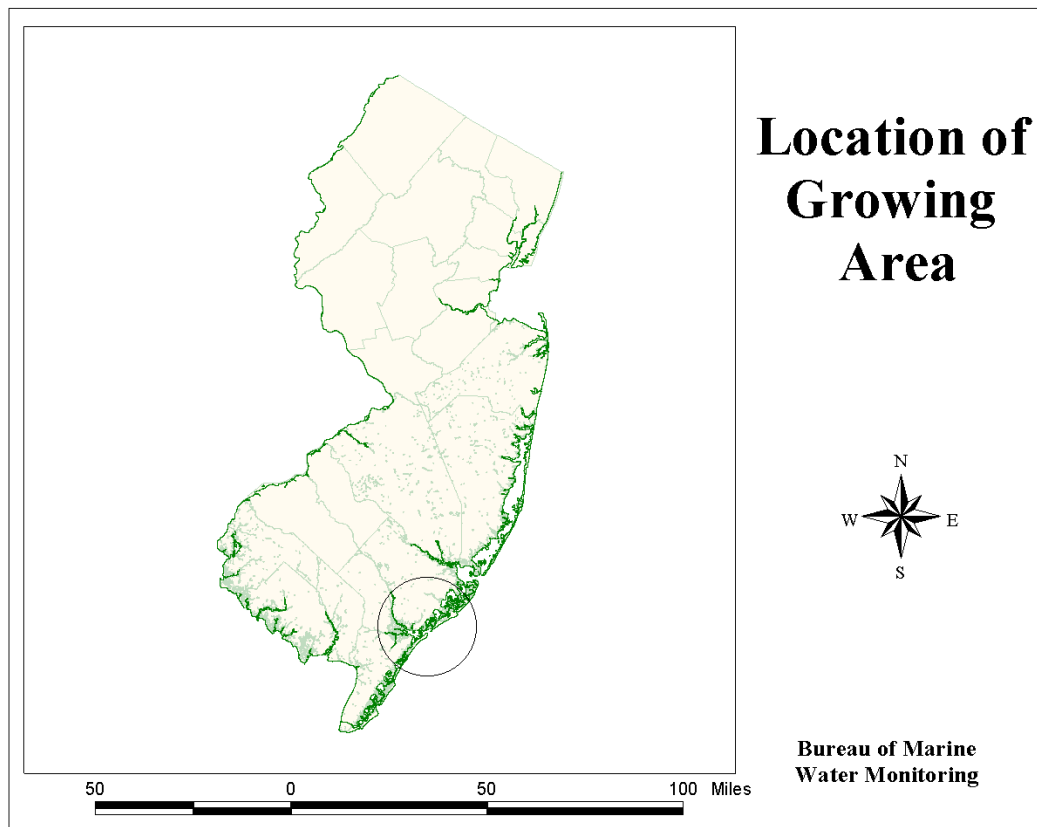 Location of
Growing
Area
N
W E
S
Bureau of Marine
Water Monitoring
50 0 50 100 Miles